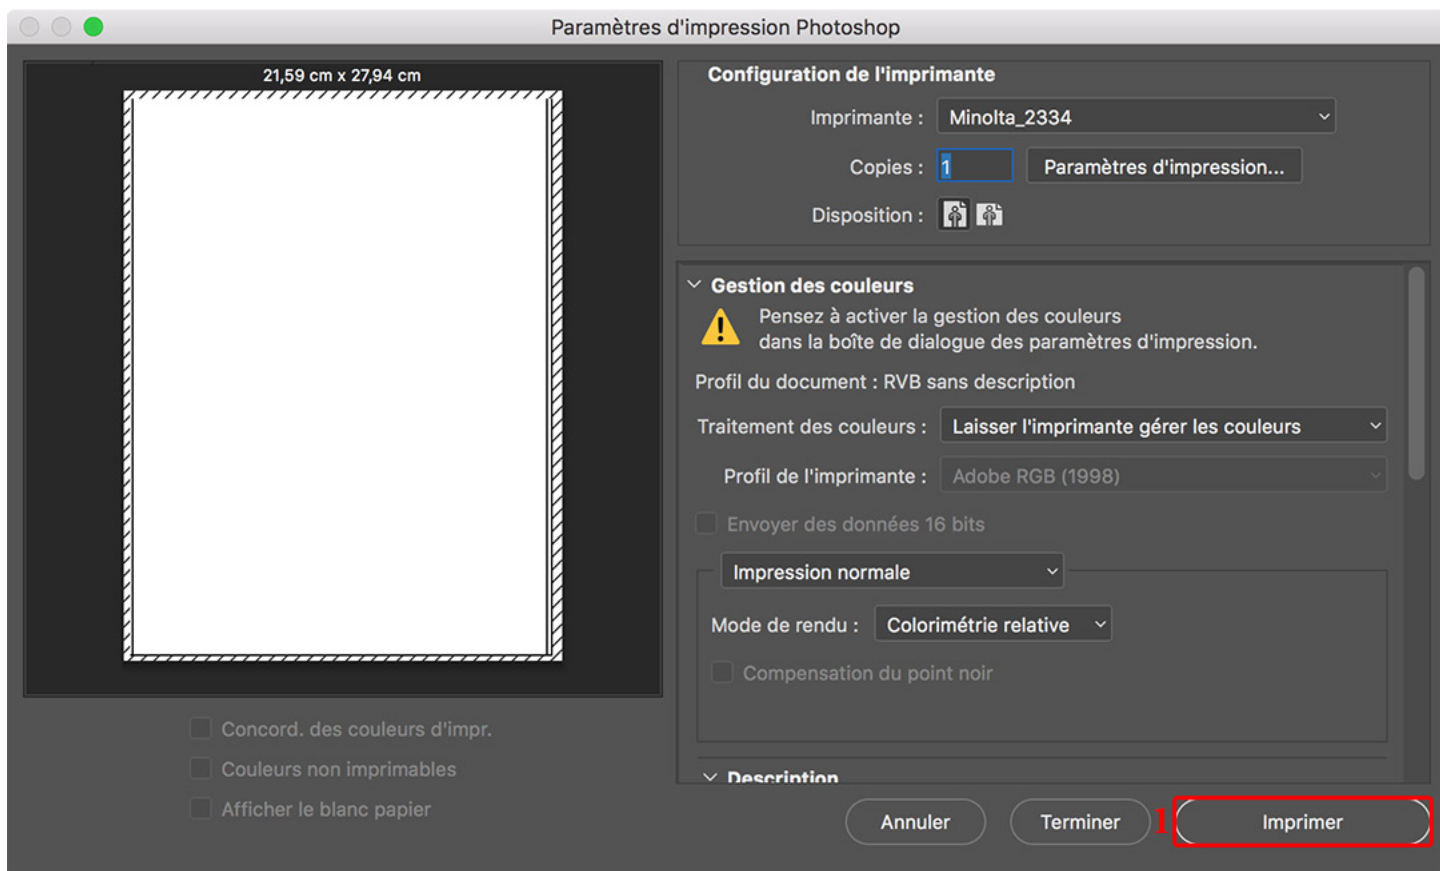 Paramètres d'impression Photoshop
21,59 cm x 27,94 cm
Configuration de l'imprimante
Imprimante : Minolta_2334
Copies : 1 Paramètres d'impression...
Disposition :
Gestion des couleurs
Pensez à activer la gestion des couleurs
dans la boîte de dialogue des paramètres d'impression.
Profil du document : RVB sans description
Traitement des couleurs : Laisser l'imprimante gérer les couleurs
Profil de l'imprimante : Adobe RGB (1998)
Envoyer des données 16 bits
Impression normale
Mode de rendu : Colorimétrie relative
Compensation du point noir
Description
Concord. des couleurs d'impr.
Couleurs non imprimables
Afficher le blanc papier
Annuler Terminer 1 Imprimer